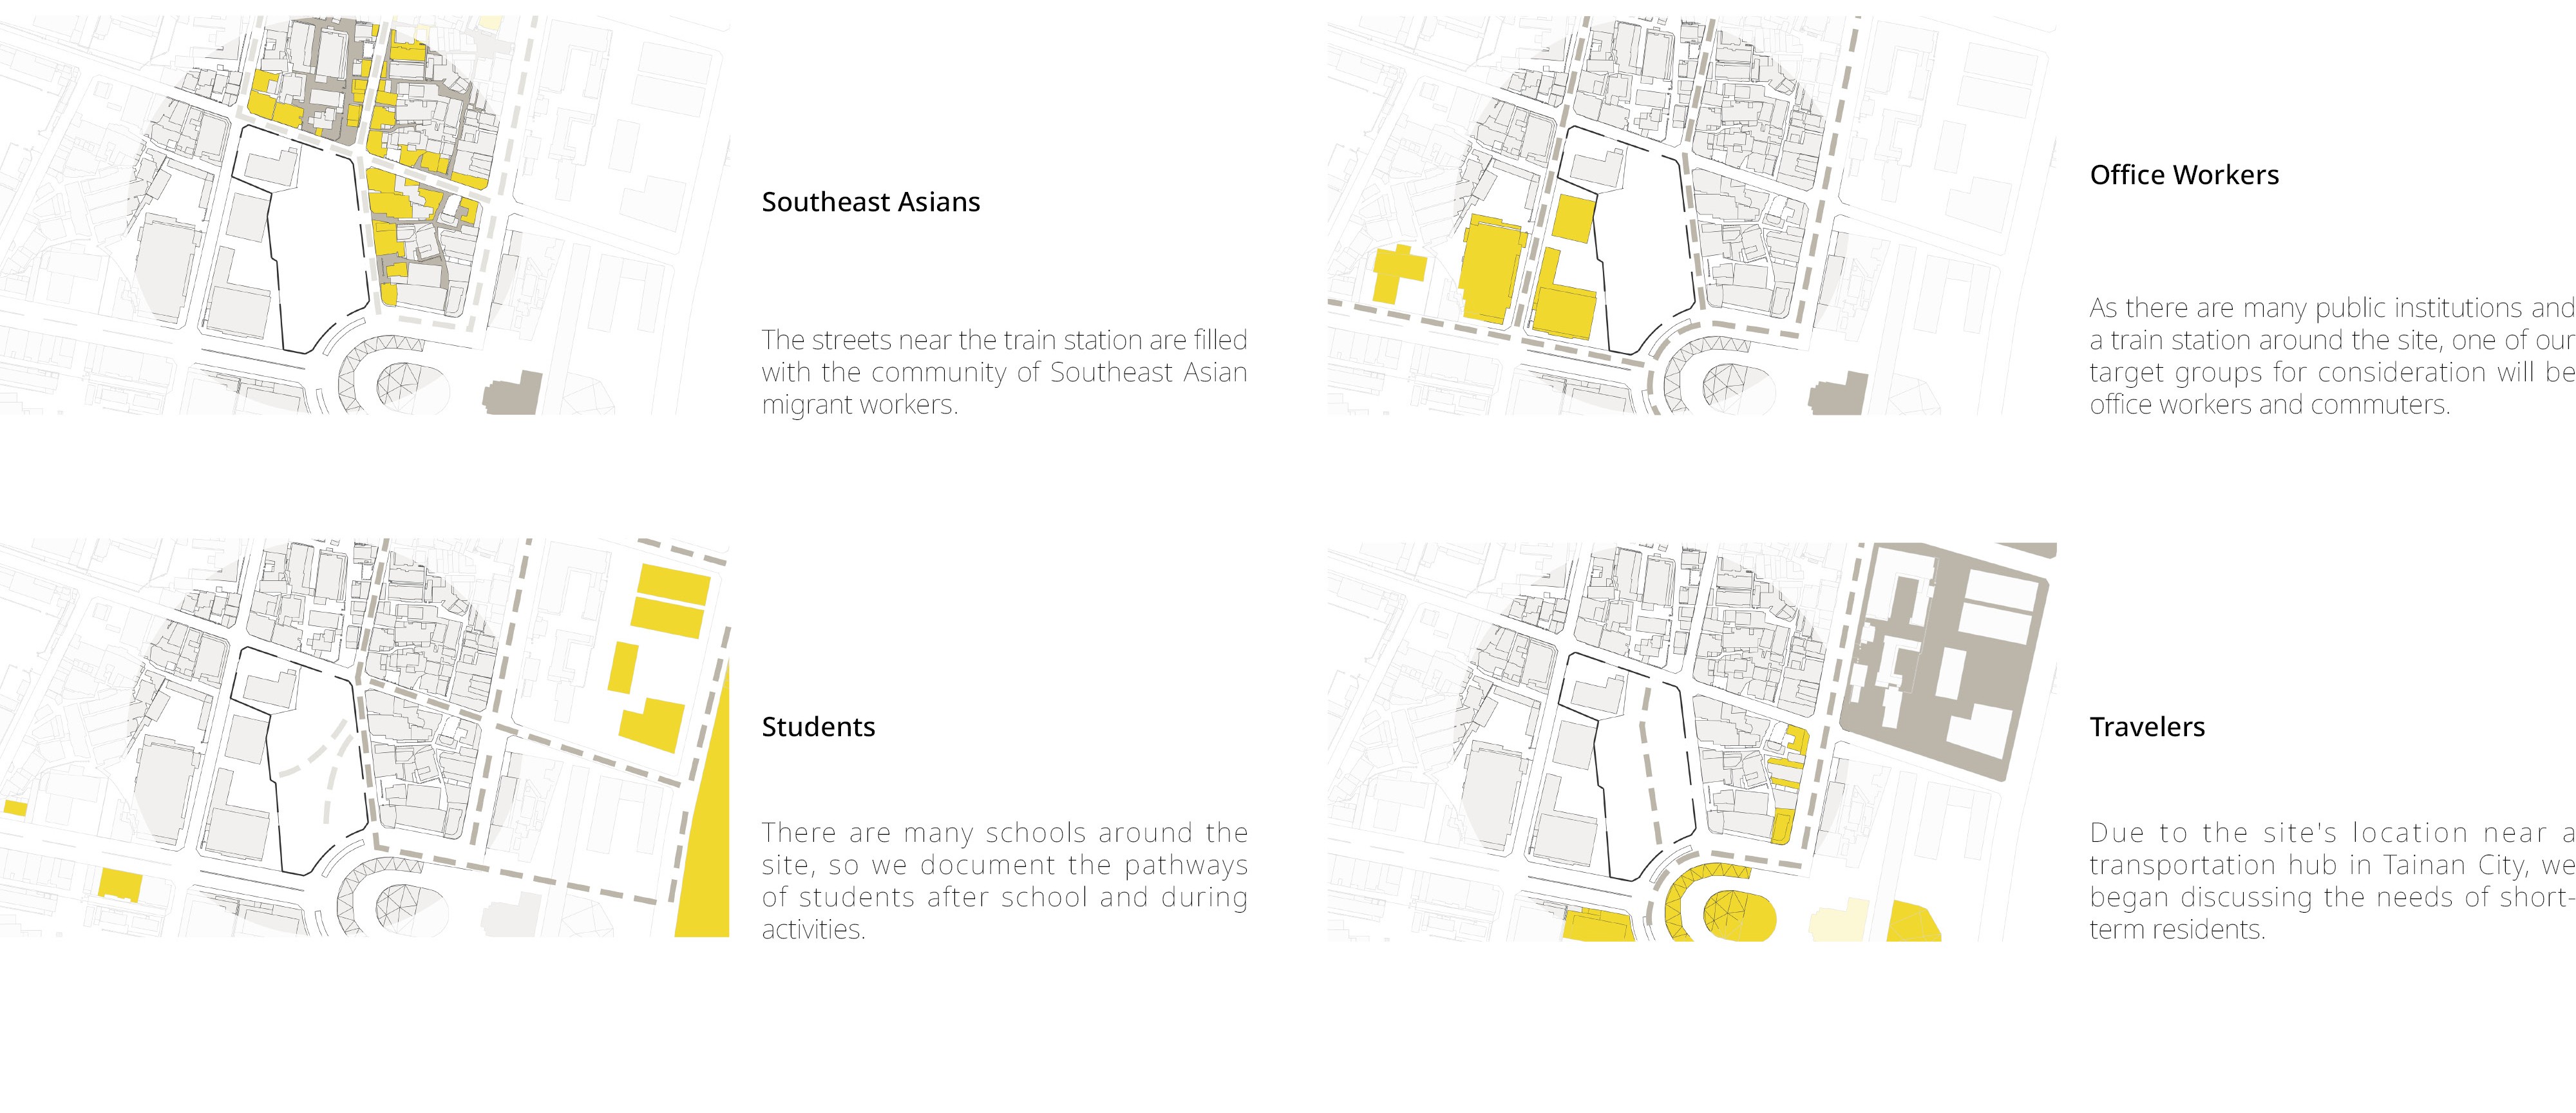 Southeast Asians
The streets near the train station are filled
with the community of Southeast Asian
migrant workers.
Office Workers
As there are many public institutions and
a train station around the site, one of our
target groups for consideration will be
office workers and commuters.
Students
There are many schools around the
site, so we document the pathways
of students after school and during
activities.
Travelers
Due to the site's location near a
transportation hub in Tainan City, we
began discussing the needs of short-
term residents.